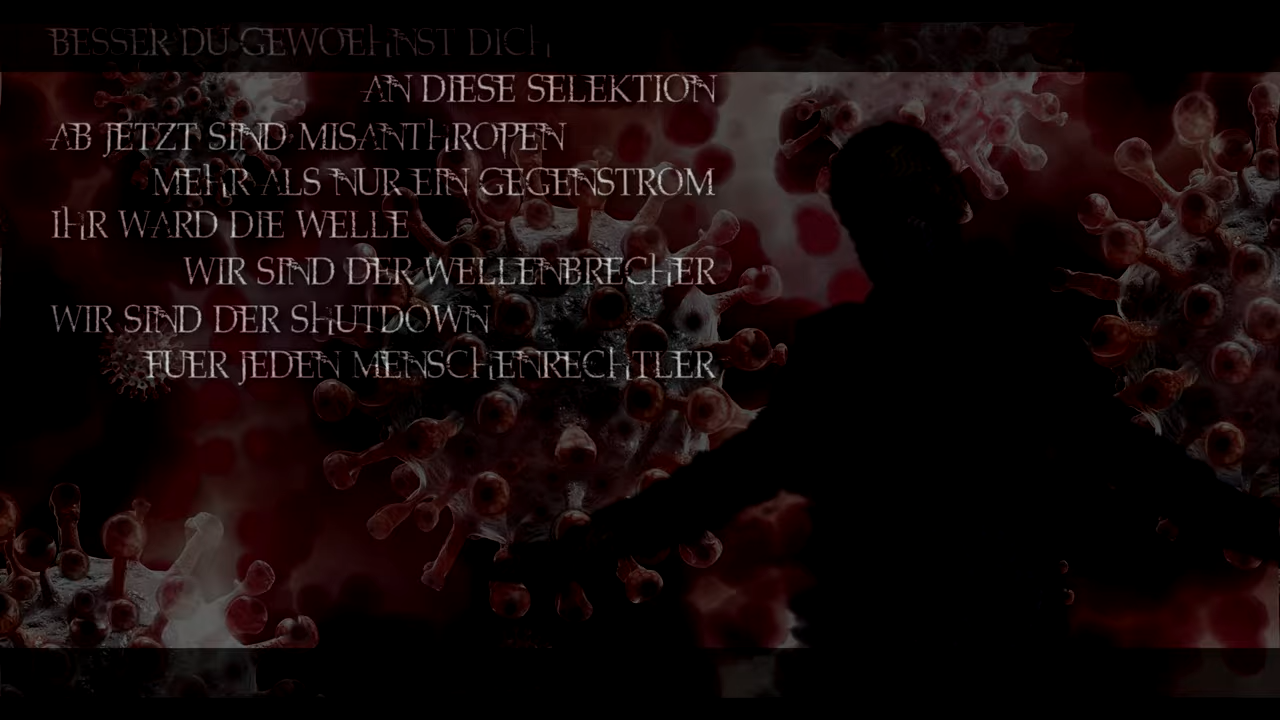 BESSER DU GEWOEHNST DICH
AN DIESE SELEKTION
AB JETZT SIND MISANTHROPEN
MEHR ALS NUR EIN GEGENSTROM
IHR WARD DIE WELLE
WIR SIND DER WELLENBRECHER
WIR SIND DER SHUTDOWN
FUER JEDEN MENSCHENRECHTLER